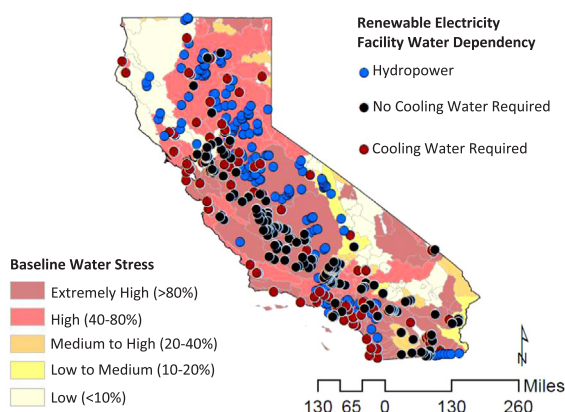 Renewable Electricity
Facility Water Dependency
Hydropower
No Cooling Water Required
Cooling Water Required
Baseline Water Stress
Extremely High (>80%)
High (40-80%)
Medium to High (20-40%)
Low to Medium (10-20%)
Low (<10%)
N
Miles
130 65 0 130 260